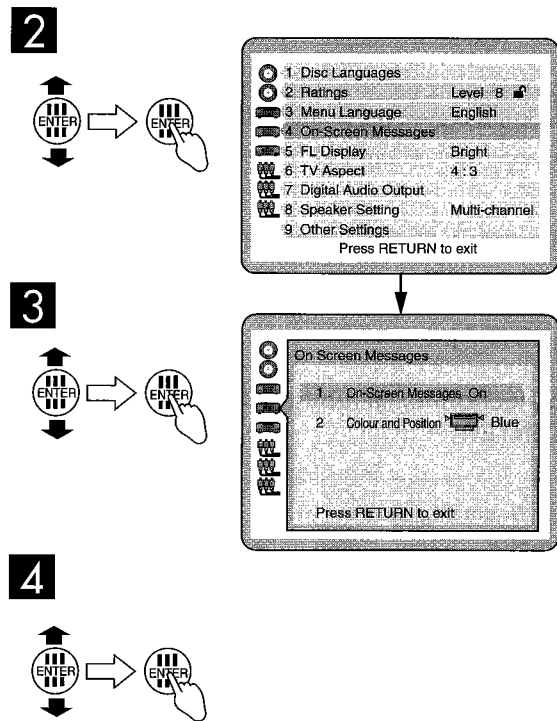 2
ENTER
ENTER
1 Disc Languages
2 Ratings Level 8
3 Menu Language English
4 On-Screen Messages
5 FL Display Bright
6 TV Aspect 4 : 3
7 Digital Audio Output
8 Speaker Setting Multi-channel
9 Other Settings
Press RETURN to exit
3
ENTER
ENTER
On Screen Messages
1 On-Screen Messages On
2 Colour and Position Blue
Press RETURN to exit
4
ENTER
ENTER